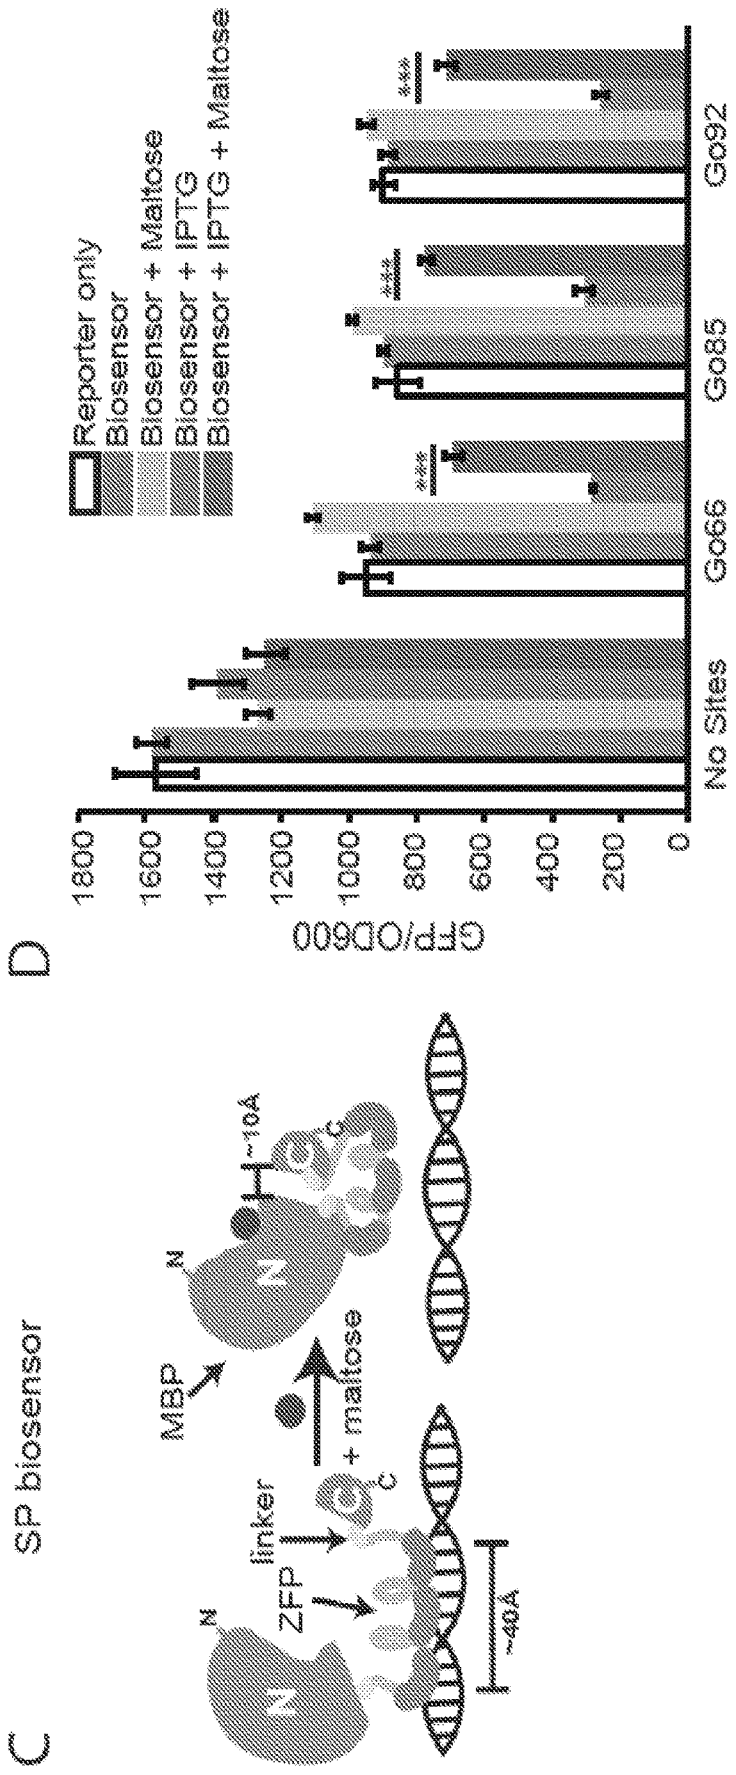 C
SP biosensor
MBP
N
N
linker
ZFP
C
C
~40Å
+ maltose
N
N
~10Å
C
C
D
GFP/OD600
1800
1600
1400
1200
1000
800
600
400
200
0
Reporter only
Biosensor
Biosensor + Maltose
Biosensor + IPTG
Biosensor + IPTG + Maltose
***
***
***
No Sites
Go66
Go85
Go92